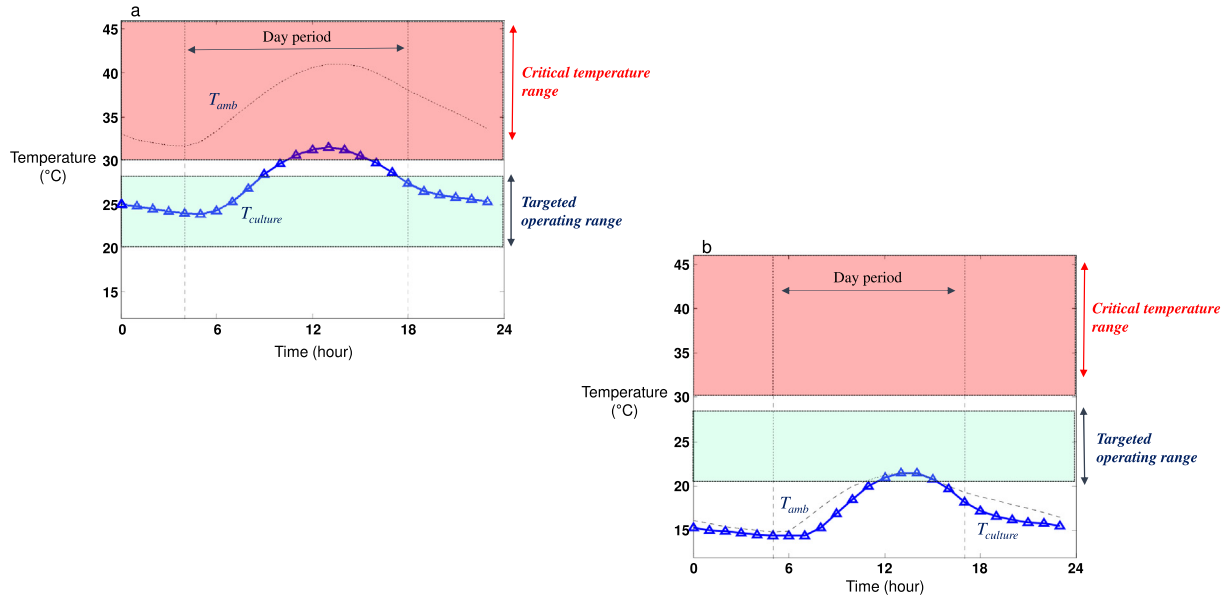 a
45
Day period
Critical temperature
range
40
T_amb
35
Temperature
(°C)
30
25
Targeted
operating range
T_culture
20
15
0
6
12
18
24
Time (hour)
b
45
Day period
40
Critical temperature
range
35
Temperature
(°C)
30
25
Targeted
operating range
20
T_amb
15
T_culture
0
6
12
18
24
Time (hour)